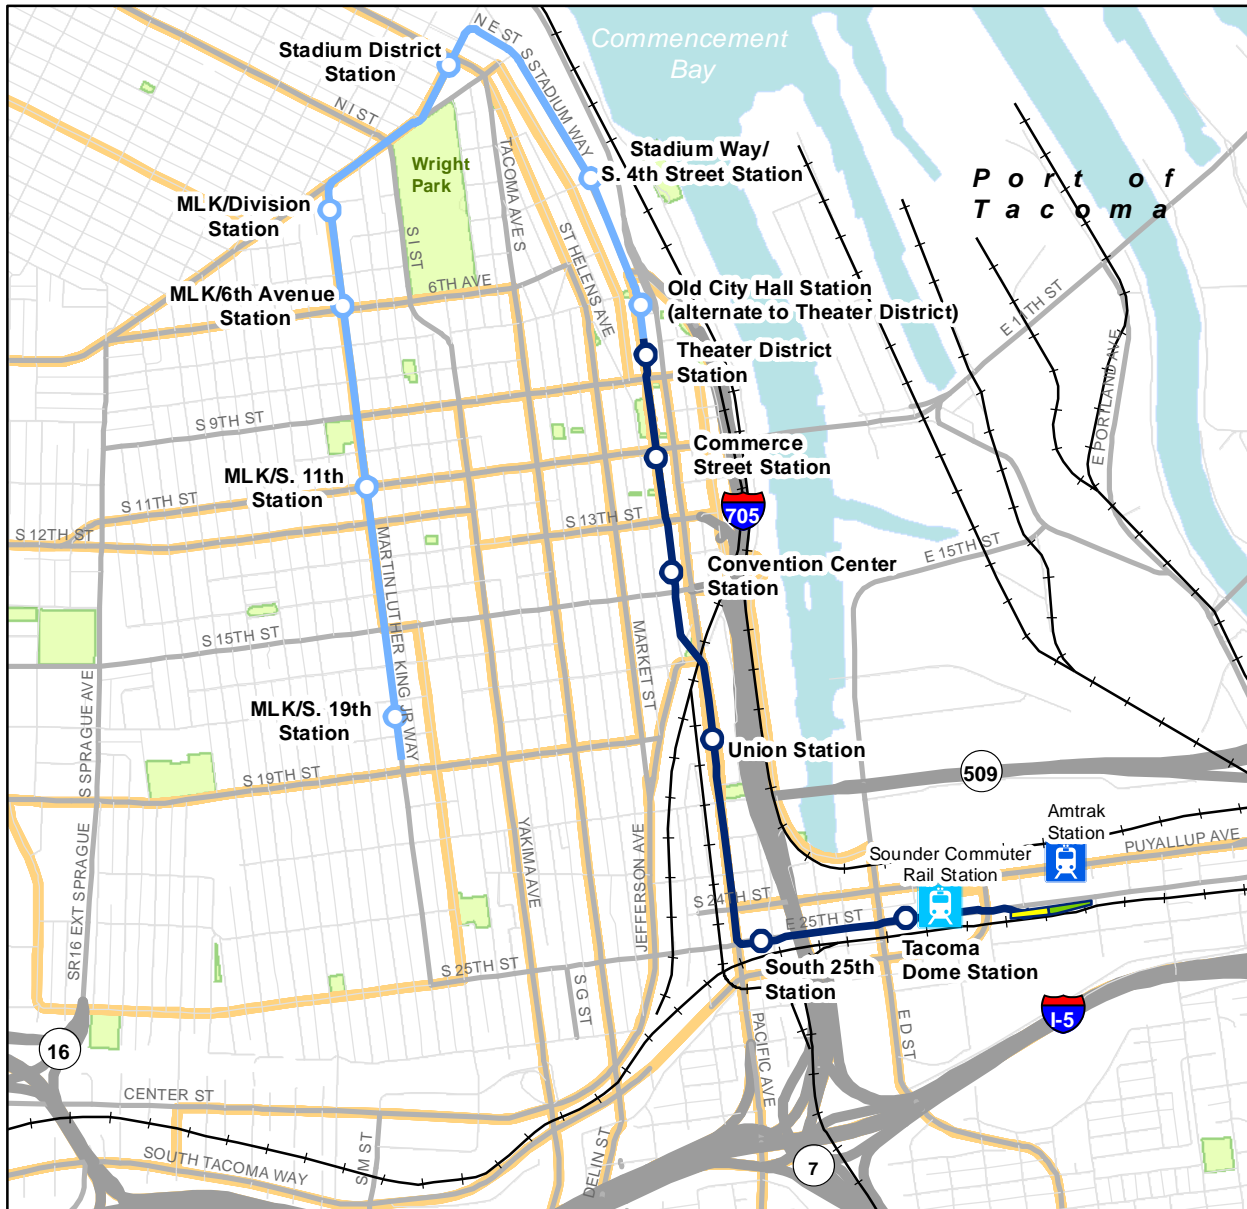 Commencement
Bay
N E ST
S STADIUM WAY
Stadium District
Station
N I ST
TACOMA AVE S
Wright
Park
Stadium Way/
S. 4th Street Station
Port of
Tacoma
MLK/Division
Station
S I ST
ST HELENS AVE
MLK/6th Avenue
Station
6TH AVE
Old City Hall Station
(alternate to Theater District)
E 11TH ST
Theater District
Station
E PORTLAND AVE
S 9TH ST
Commerce
Street Station
MLK/S. 11th
Station
S 11TH ST
S 12TH ST
S 13TH ST
705
E 15TH ST
MARTIN LUTHER KING JR WAY
Convention Center
Station
S 15TH ST
MARKET ST
S SPRAGUE AVE
MLK/S. 19th
Station
Union Station
S 19TH ST
509
Amtrak
Station
PUYALLUP AVE
Sounder Commuter
Rail Station
SR16 EXT SPRAGUE
YAKIMA AVE
JEFFERSON AVE
S 24TH ST
E 25TH ST
Tacoma
Dome Station
South 25th
Station
S 25TH ST
S G ST
PACIFIC AVE
E D ST
I-5
16
CENTER ST
SOUTH TACOMA WAY
S M ST
DELIN ST
7